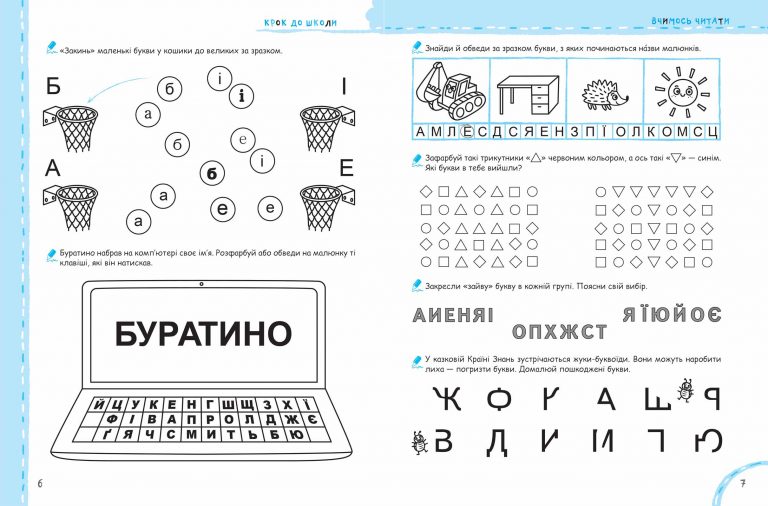 КРОК ДО ШКОЛИ
«Закинь» маленькі букви у кошики до великих за зразком.
Б
І
б
і
і
а
б
е
А
Е
б
і
а
е
е
а
Буратино набрав на комп'ютері своє ім'я. Розфарбуй або обведи на малюнку ті
клавіші, які він натискав.
БУРАТИНО
Й Ц У К Е Н Г Ш Щ З Х Ї
Ф І В А П Р О Л Д Ж Є
Ґ Я Ч С М И Т Ь Б Ю
6
ВЧИМОСЬ ЧИТАТИ
Знайди й обведи за зразком букви, з яких починаються на́зви малюнків.
А М Л Е С Д С Я Е Н З П Ї О Л К О М С Ц
Зафарбуй такі трикутники «△» червоним кольором, а ось такі «▽» — синім.
Які букви в тебе вийшли?
Закресли «зайву» букву в кожній групі. Поясни свій вибір.
АИЕНЯІ
ОПХЖСТ
ЯЇЮЙОЄ
У казковій Країні Знань зустрічаються жуки-буквоїди. Вони можуть наробити
лиха — погризти букви. Домалюй пошкоджені букви.
7